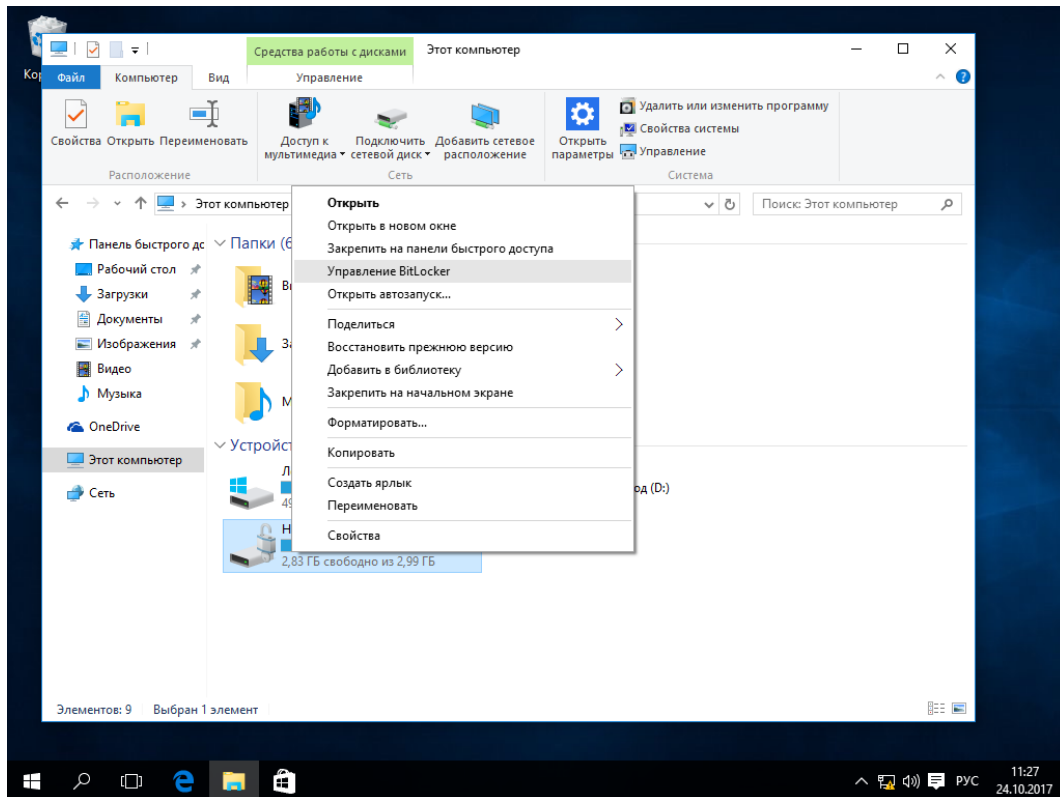 Средства работы с дисками
Этот компьютер
Файл
Компьютер
Вид
Управление
Свойства
Открыть
Переименовать
Доступ к мультимедиа
Подключить сетевой диск
Добавить сетевое расположение
Открыть параметры
Удалить или изменить программу
Свойства системы
Управление
Расположение
Сеть
Система
Этот компьютер
Поиск: Этот компьютер
Панель быстрого дс
Рабочий стол
Загрузки
Документы
Изображения
Видео
Музыка
OneDrive
Этот компьютер
Сеть
Папки (6
Открыть
Открыть в новом окне
Закрепить на панели быстрого доступа
Управление BitLocker
Открыть автозапуск...
Поделиться
Восстановить прежнюю версию
Добавить в библиотеку
Закрепить на начальном экране
Форматировать...
Копировать
Создать ярлык
Переименовать
Свойства
Устройст
од (D:)
2,83 ГБ свободно из 2,99 ГБ
Элементов: 9
Выбран 1 элемент
РУС
11:27
24.10.2017